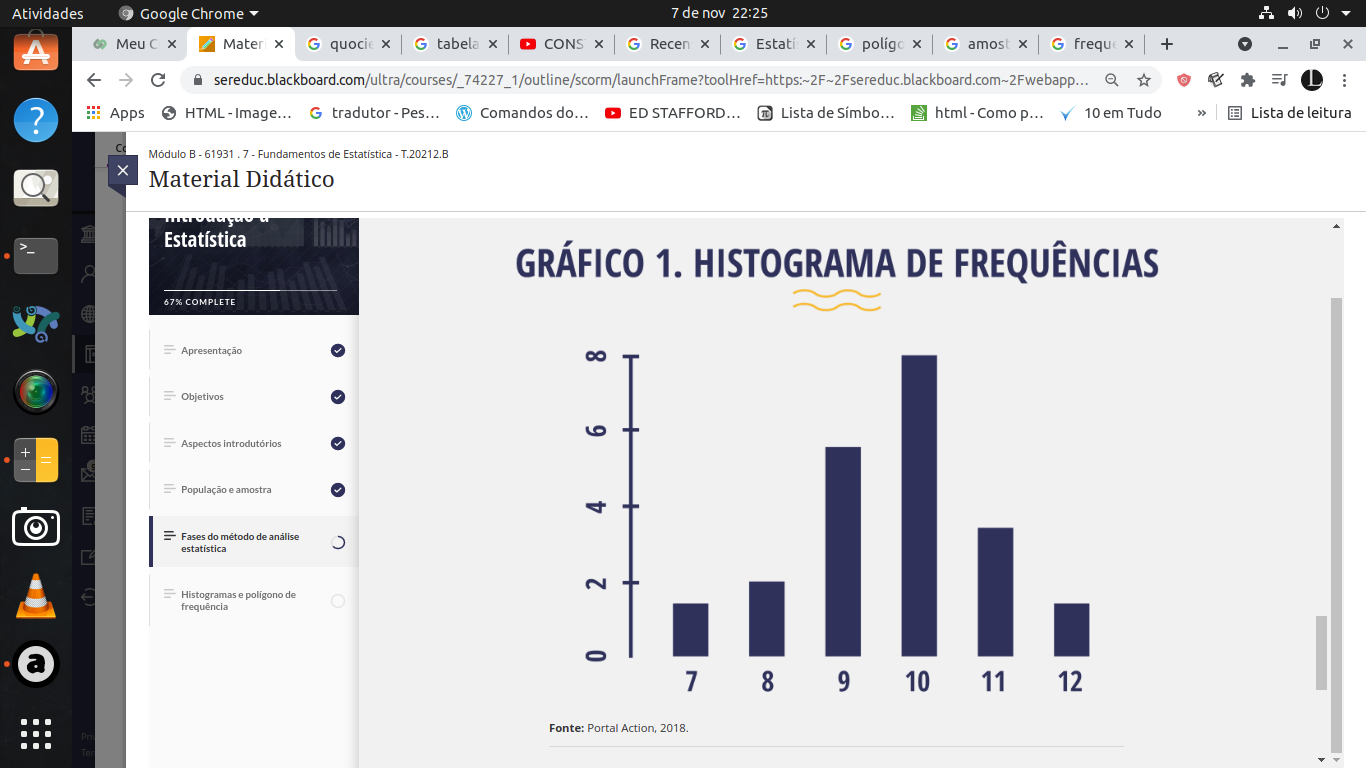 Atividades
Google Chrome
7 de nov 22:25
Meu C
Mater
quocie
tabela
CONS
Recen
Estatí
polígo
amost
freque
sereduc.blackboard.com/ultra/courses/_74227_1/outline/scorm/launchFrame?toolHref=https:~2F~2Fsereduc.blackboard.com~2Fwebapp…
Apps
HTML - Image…
tradutor - Pes…
Comandos do…
ED STAFFORD…
Lista de Símbo…
html - Como p…
10 em Tudo
»
Lista de leitura
Co
Módulo B - 61931 . 7 - Fundamentos de Estatística - T.20212.B
Material Didático
Introdução à
Estatística
67% COMPLETE
Apresentação
Objetivos
Aspectos introdutórios
População e amostra
Fases do método de análise
estatística
Histogramas e polígono de
frequência
GRÁFICO 1. HISTOGRAMA DE FREQUÊNCIAS
8
6
4
2
0
7 8 9 10 11 12
Fonte: Portal Action, 2018.